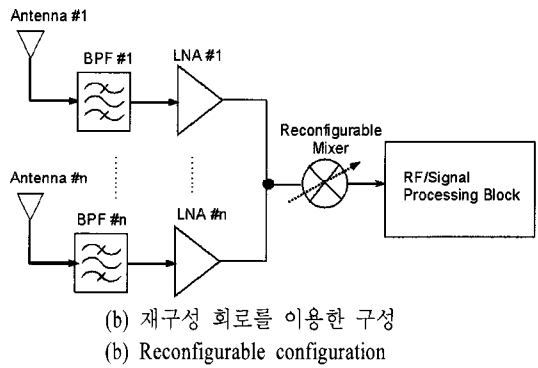 Antenna #1
BPF #1
LNA #1
Reconfigurable
Mixer
RF/Signal
Processing Block
Antenna #n
BPF #n
LNA #n
(b) 재구성 회로를 이용한 구성
(b) Reconfigurable configuration